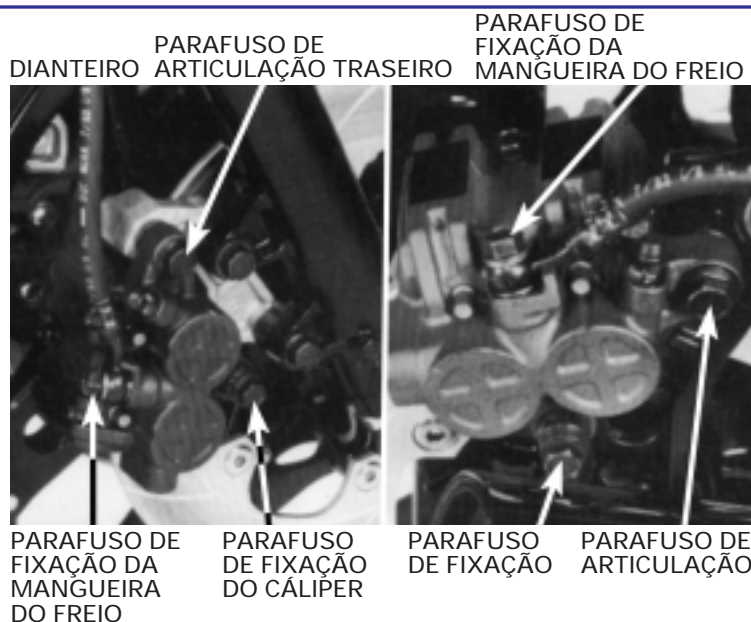 DIANTEIRO
PARAFUSO DE
ARTICULAÇÃO
TRASEIRO
PARAFUSO DE
FIXAÇÃO DA
MANGUEIRA DO FREIO
PARAFUSO DE
FIXAÇÃO DA
MANGUEIRA
DO FREIO
PARAFUSO
DE FIXAÇÃO
DO CÁLIPER
PARAFUSO
DE FIXAÇÃO
PARAFUSO DE
ARTICULAÇÃO